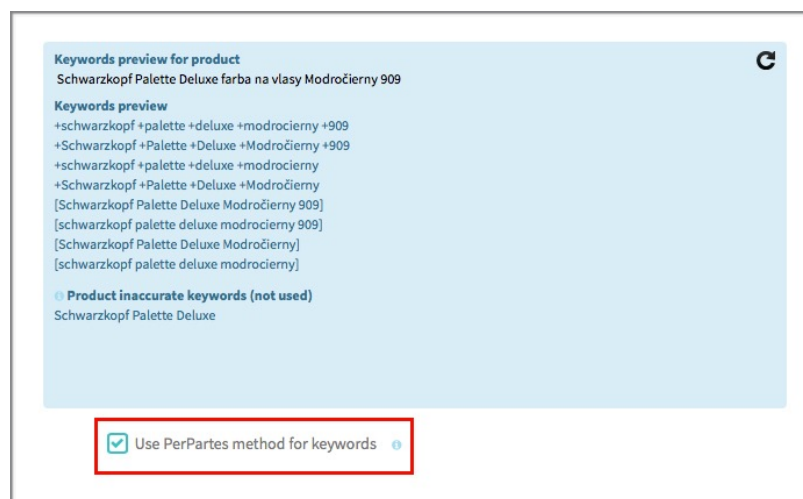 Keywords preview for product
Schwarzkopf Palette Deluxe farba na vlasy Modročierny 909
Keywords preview
+schwarzkopf +palette +deluxe +modrocierny +909
+Schwarzkopf +Palette +Deluxe +Modročierny +909
+schwarzkopf +palette +deluxe +modrocierny
+Schwarzkopf +Palette +Deluxe +Modročierny
[Schwarzkopf Palette Deluxe Modročierny 909]
[schwarzkopf palette deluxe modrocierny 909]
[Schwarzkopf Palette Deluxe Modročierny]
[schwarzkopf palette deluxe modrocierny]
Product inaccurate keywords (not used)
Schwarzkopf Palette Deluxe
Use PerPartes method for keywords